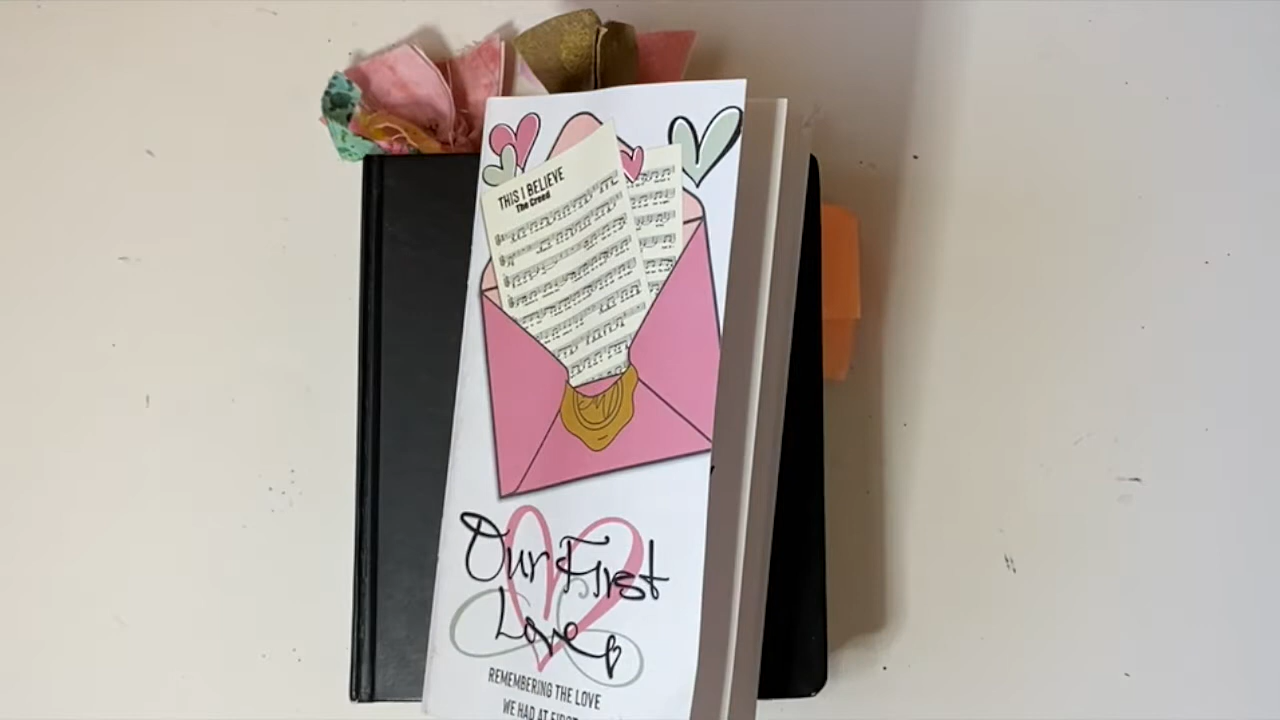 THIS I BELIEVE
The Creed
Our First
Love
REMEMBERING THE LOVE
WE HAD AT FIRST